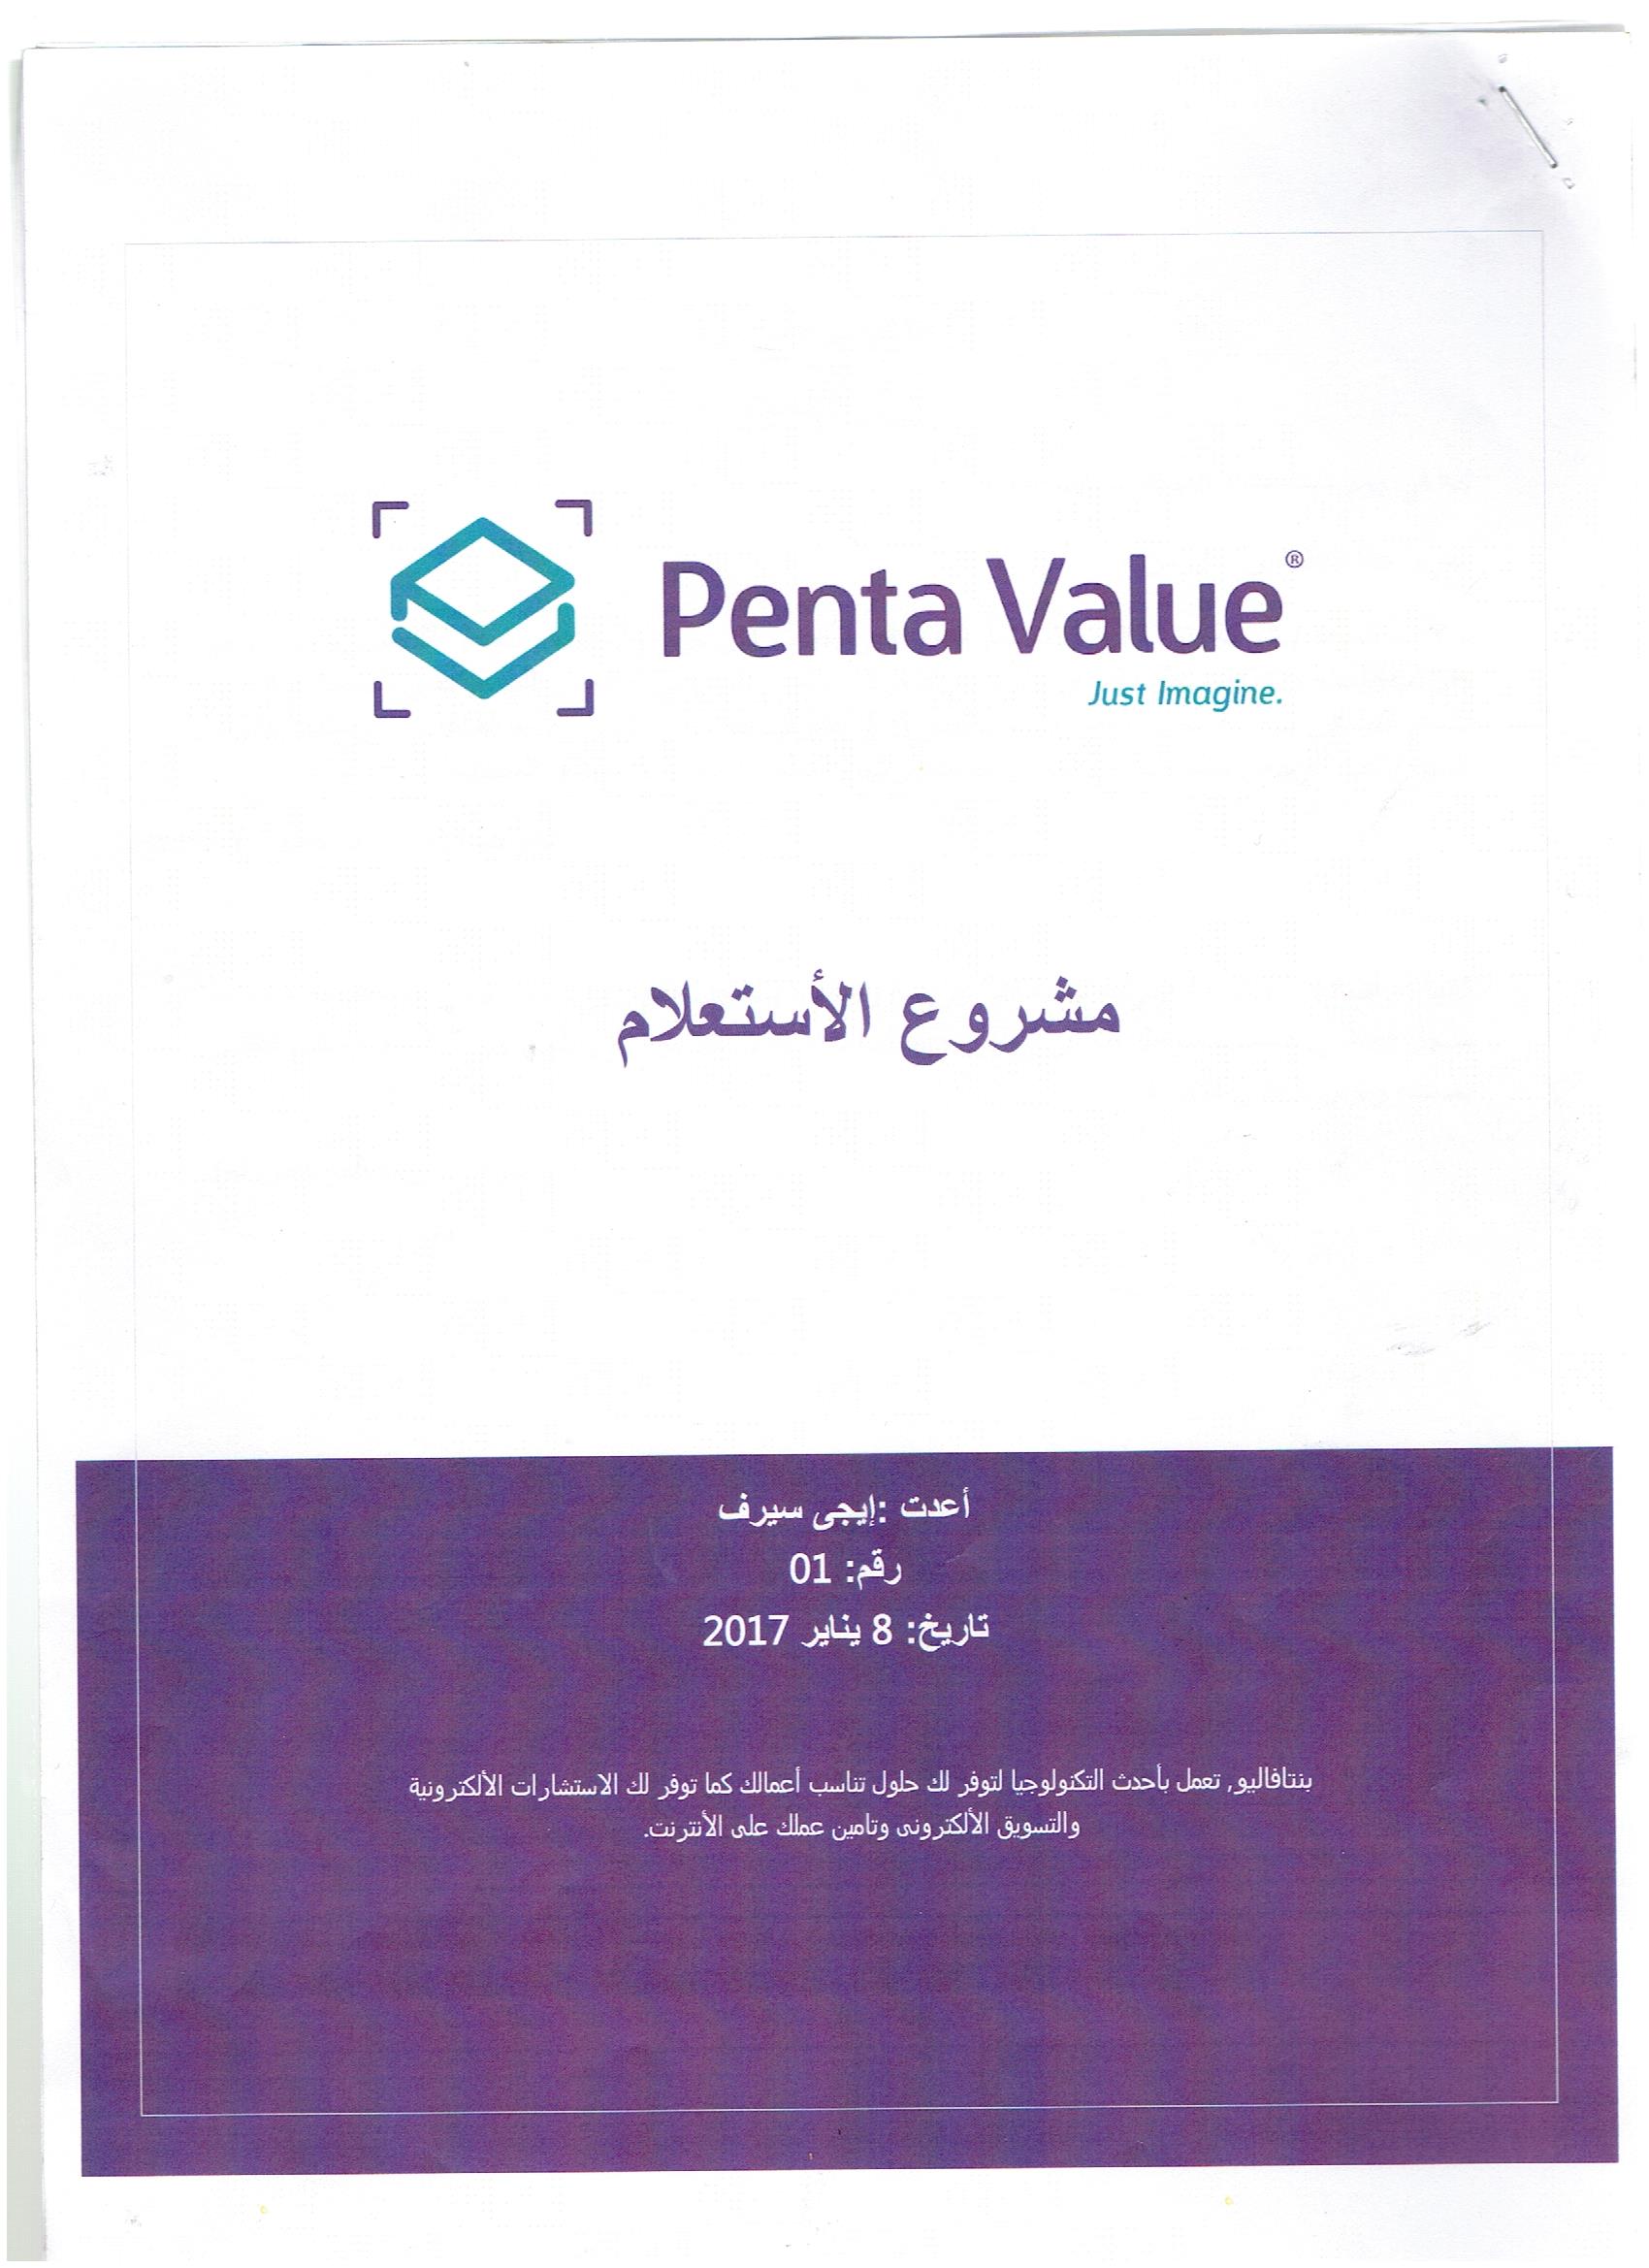 Penta Value®
Just Imagine.
مشروع الأستعلام
أعدت :إيجى سيرف
رقم: 01
تاريخ: 8 يناير 2017
بنتافاليو, تعمل بأحدث التكنولوجيا لتوفر لك حلول تناسب أعمالك كما توفر لك الاستشارات الألكترونية
والتسويق الألكترونى وتامين عملك على الأنترنت.